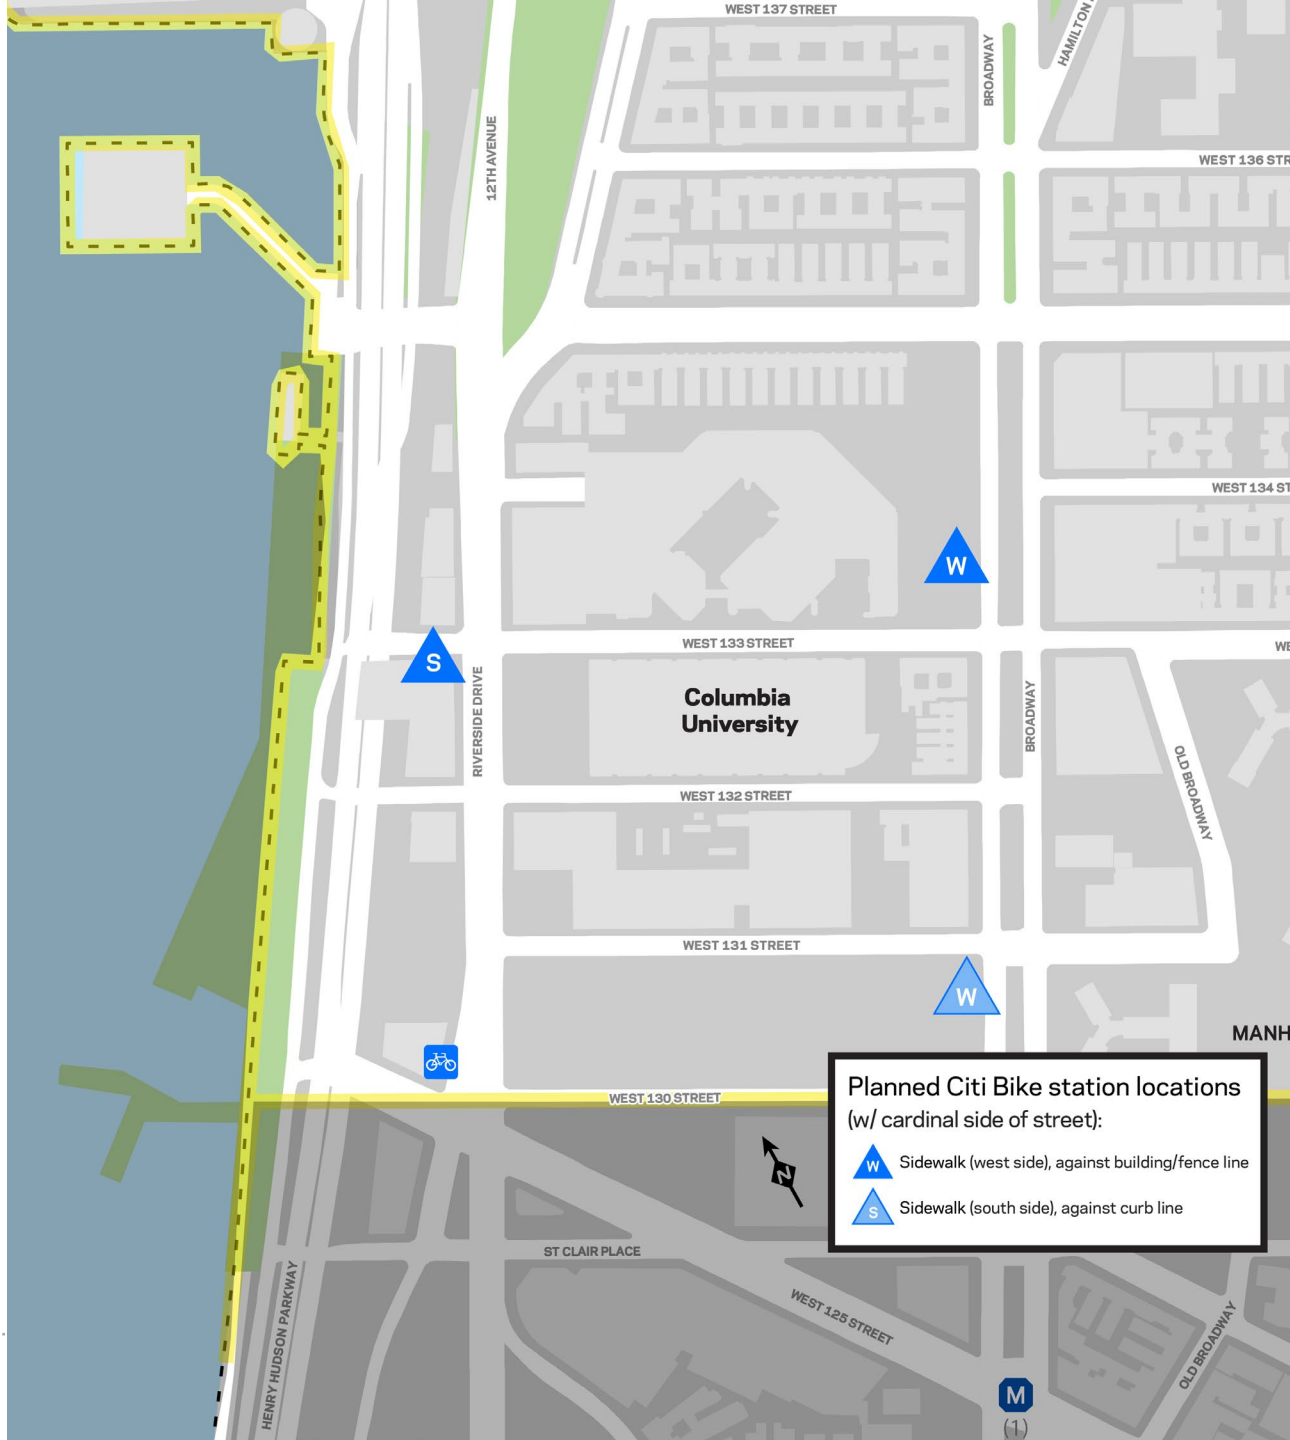 WEST 137 STREET
HAMILTON
BROADWAY
12TH AVENUE
WEST 136 STR
WEST 134 ST
W
WEST 133 STREET
WE
S
RIVERSIDE DRIVE
Columbia
University
BROADWAY
OLD BROADWAY
WEST 132 STREET
WEST 131 STREET
W
MANH
WEST 130 STREET
Planned Citi Bike station locations
(w/ cardinal side of street):
W Sidewalk (west side), against building/fence line
S Sidewalk (south side), against curb line
N
ST CLAIR PLACE
HENRY HUDSON PARKWAY
WEST 125 STREET
OLD BROADWAY
M
(1)